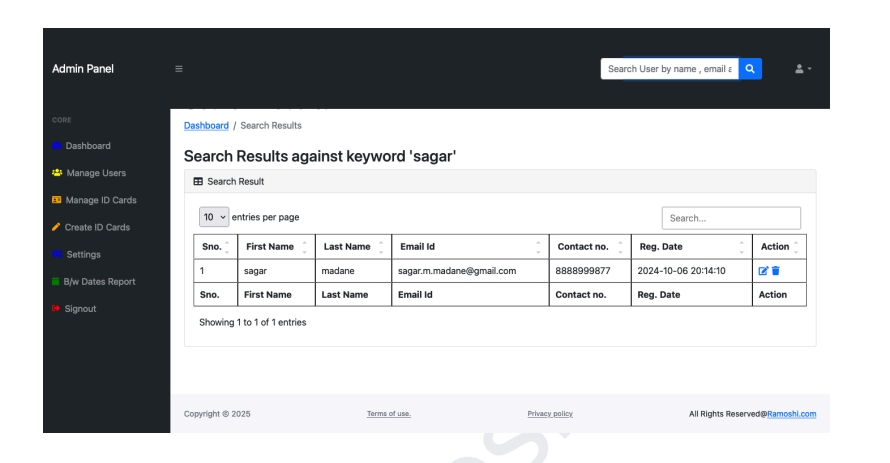 Admin Panel
Search User by name , email a
CORE
Dashboard
Manage Users
Manage ID Cards
Create ID Cards
Settings
B/w Dates Report
Signout
Dashboard / Search Results
Search Results against keyword 'sagar'
Search Result
10 entries per page
Search...
Sno. First Name Last Name Email Id Contact no. Reg. Date Action
1 sagar madane sagar.m.madane@gmail.com 8888999877 2024-10-06 20:14:10
Sno. First Name Last Name Email Id Contact no. Reg. Date Action
Showing 1 to 1 of 1 entries
Copyright © 2025 Terms of use. Privacy policy All Rights Reserved@Ramoshi.com